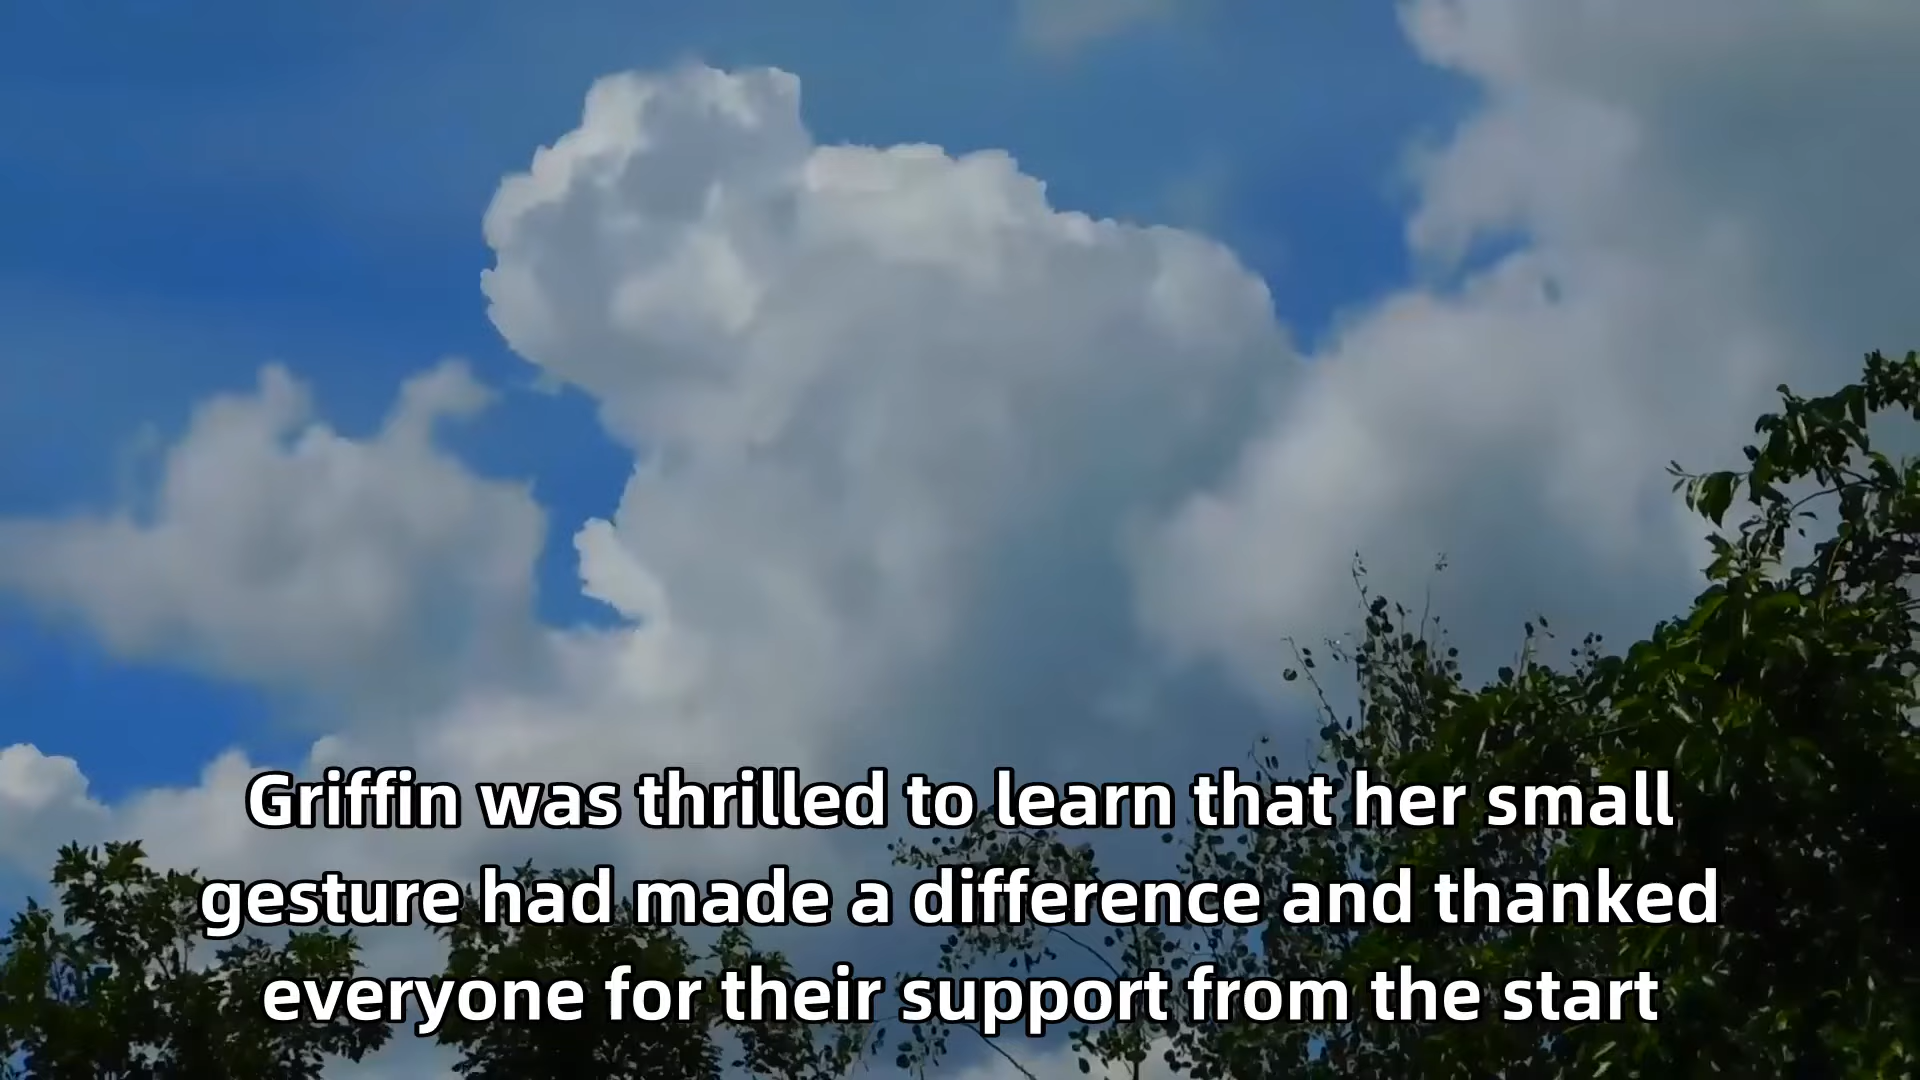 Griffin was thrilled to learn that her small
gesture had made a difference and thanked
everyone for their support from the start